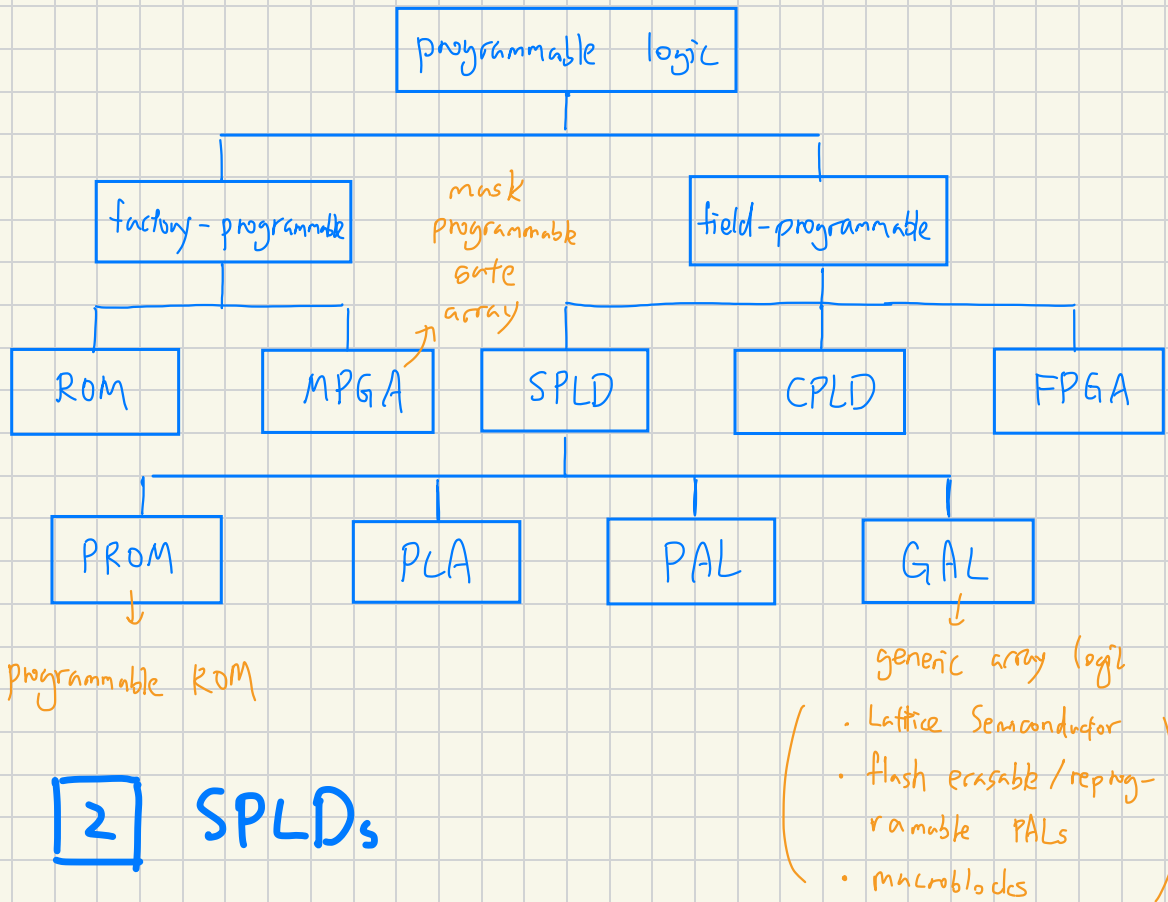 programmable logic
factory-programmable
mask
programmable
gate
array
field-programmable
ROM
MPGA
SPLD
CPLD
FPGA
PROM
PLA
PAL
GAL
programmable ROM
generic array logic
· Lattice Semiconductor
· flash erasable/reprog-
ramable PALs
· macroblocks
2 SPLDs